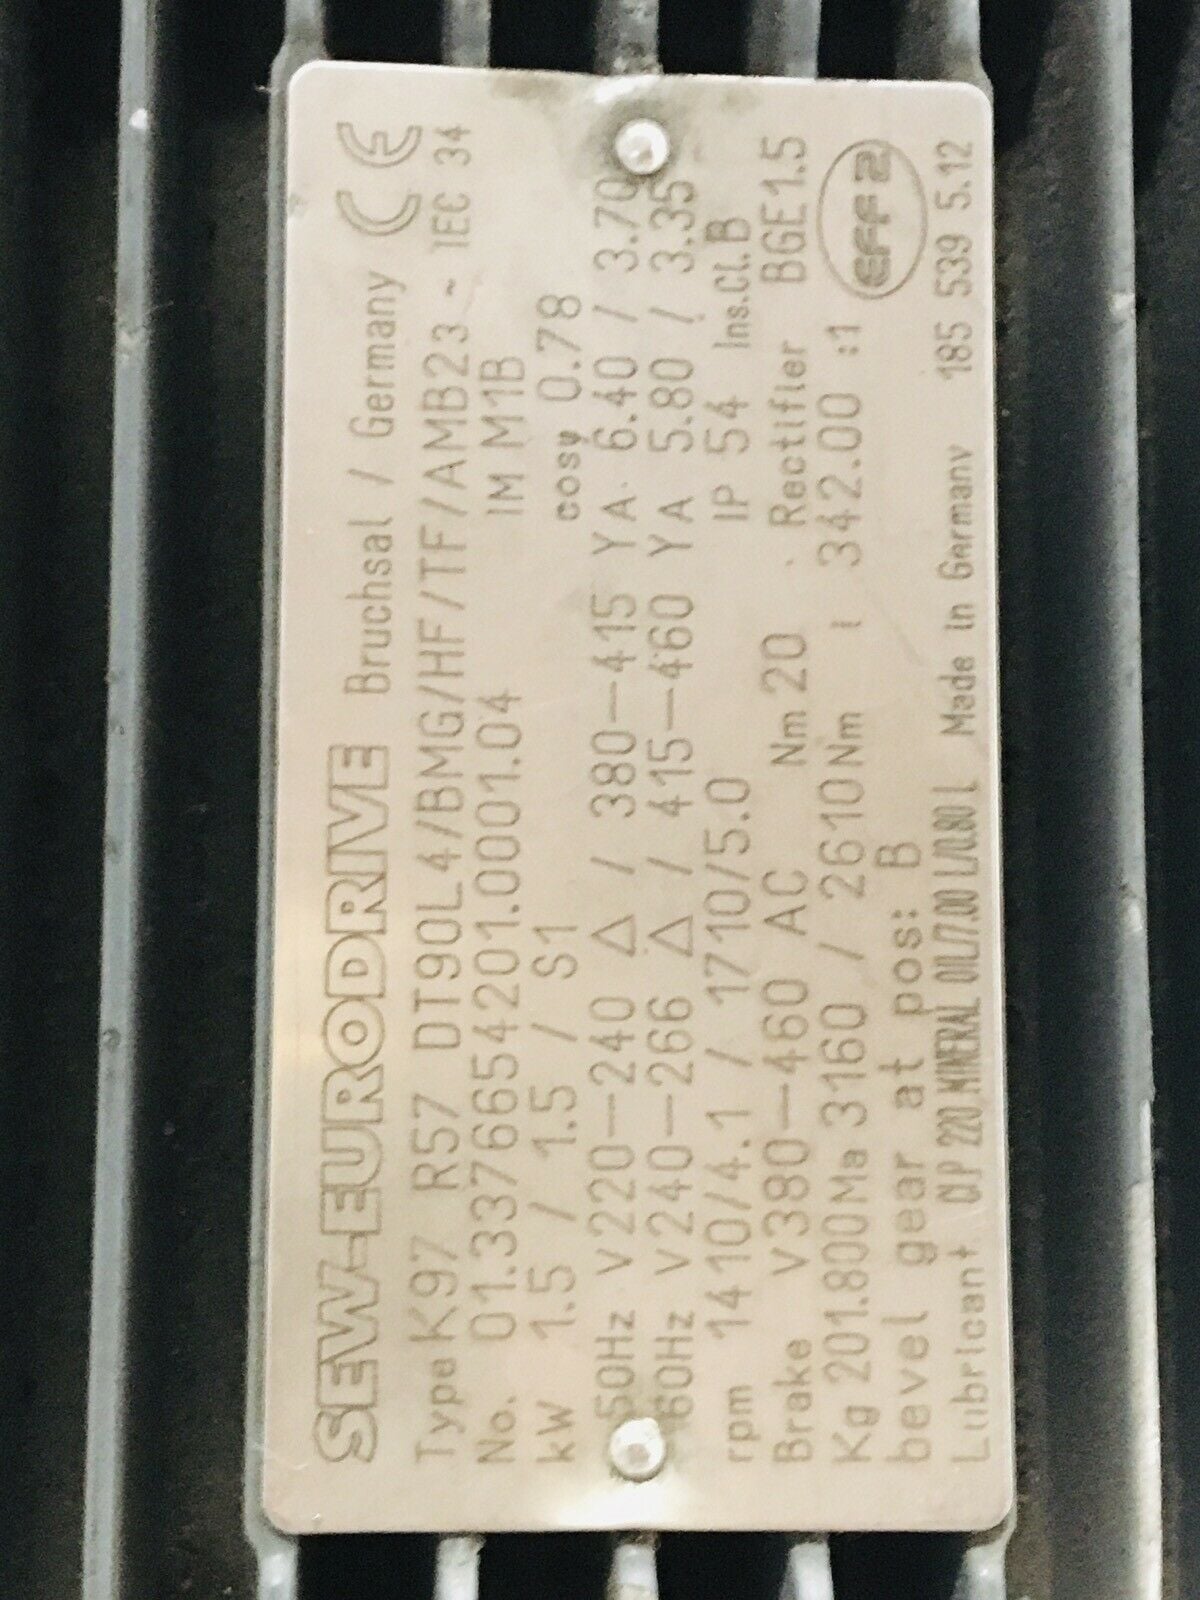 SEW-EURODRIVE Bruchsal / Germany CE
Type K97 R57 DT90L4/BMG/HF/TF/AMB23 ~ IEC 34
No. 01.3376654201.0001.04 IM M1B
kW 1.5 / 1.5 / S1 cosφ 0.78
50Hz V220-240 Δ / 380-415 Y A 6.40 / 3.70
60Hz V240-266 Δ / 415-460 Y A 5.80 / 3.35
rpm 1410/4.1 / 1710/5.0 IP 54 Ins.Cl.B
Brake V380-460 AC Nm 20 Rectifier BGE1.5
Kg 201.800 Ma 3160 / 2610Nm i 342.00 :1
bevel gear at pos: B EFF 2
Lubricant CLP 220 MINERAL OIL/7.00 L/0.80 L Made in Germany 185 539 5.12